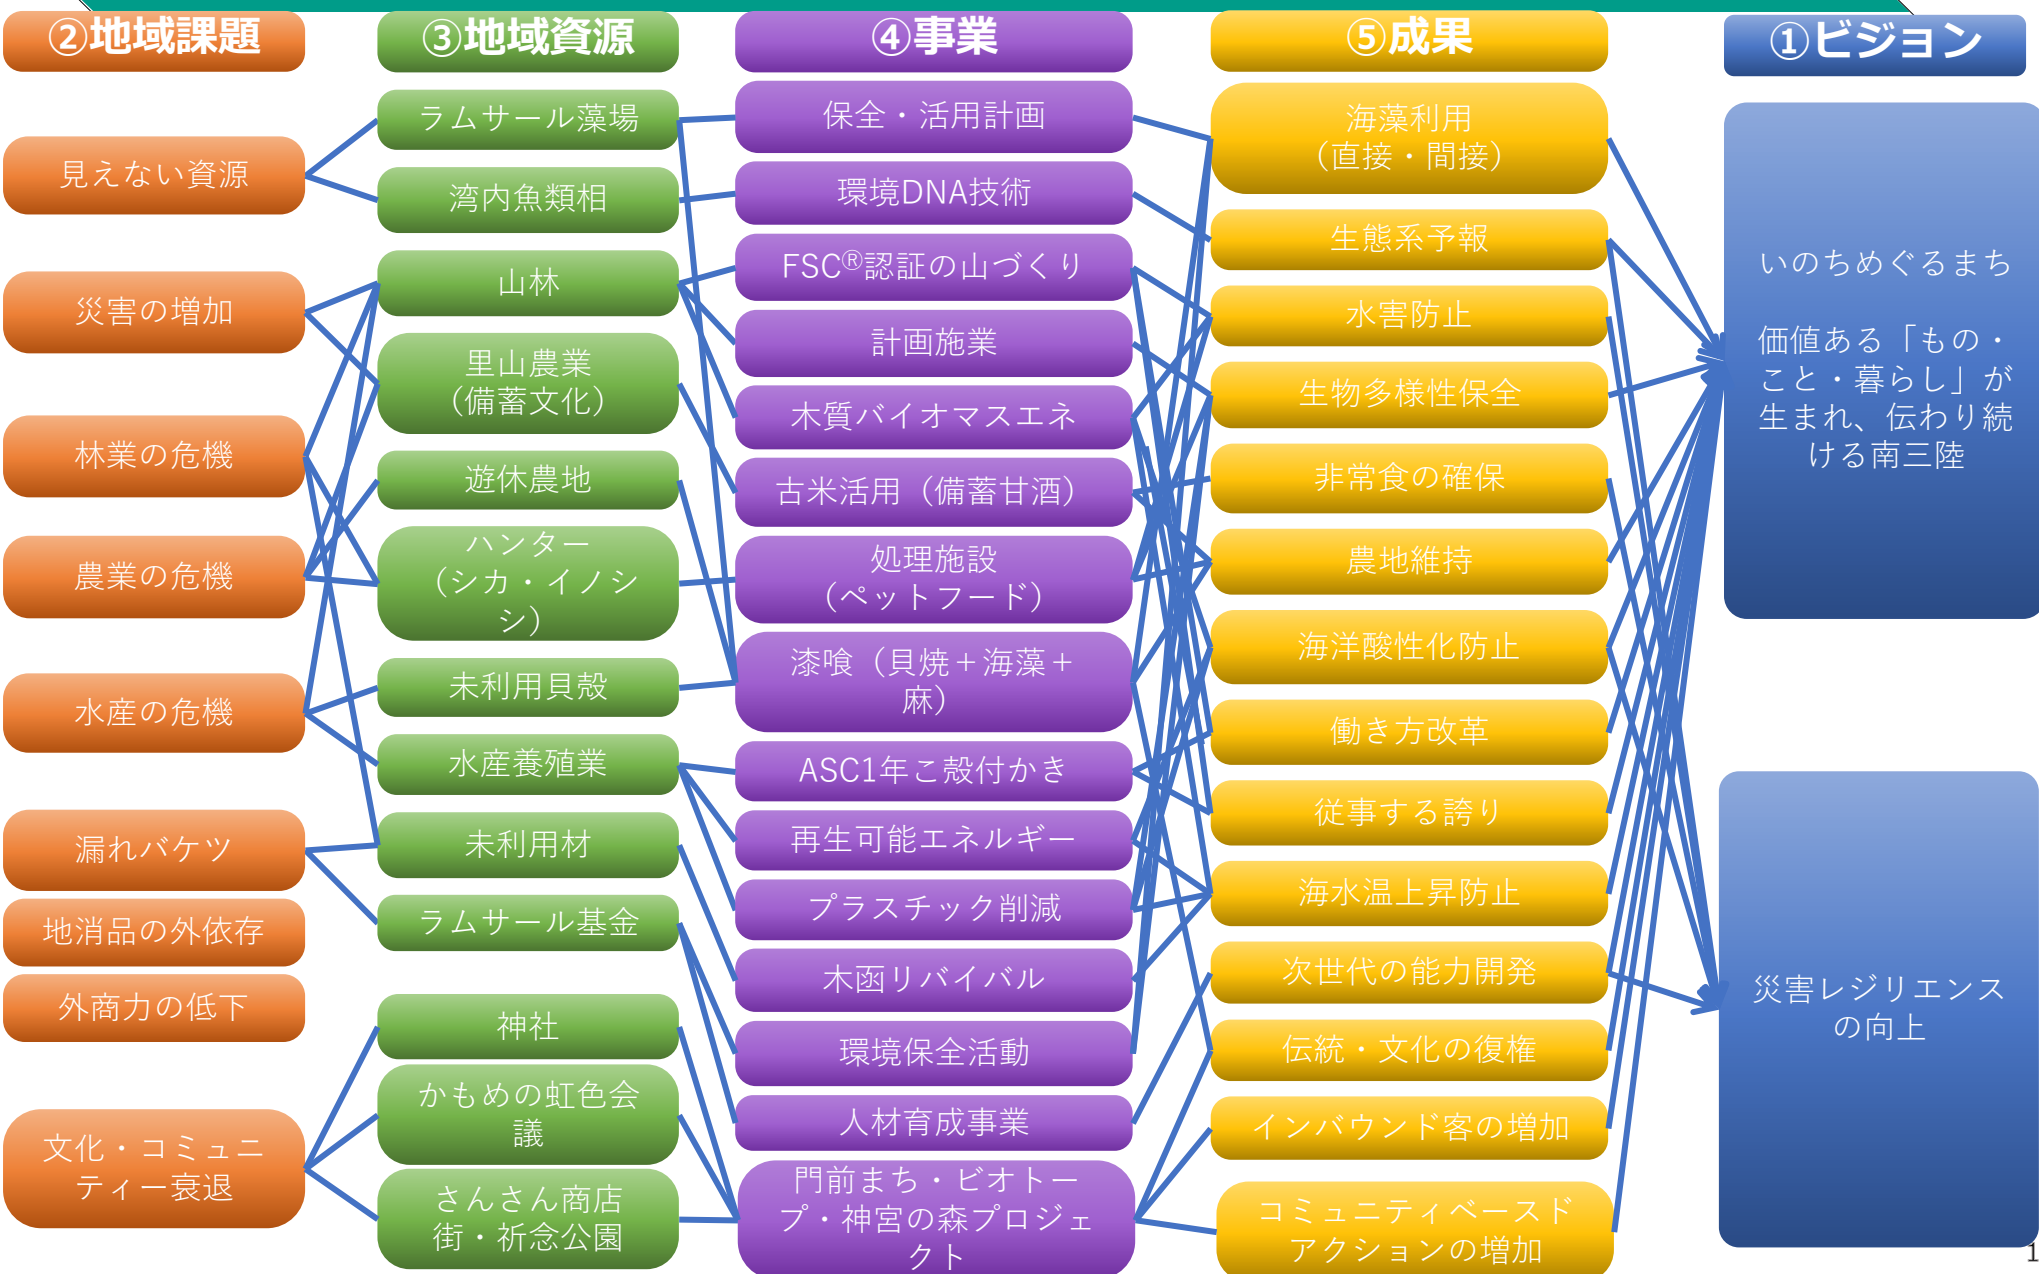 ②地域課題
見えない資源
災害の増加
林業の危機
農業の危機
水産の危機
漏れバケツ
地消品の外依存
外商力の低下
文化・コミュニ
ティー衰退
③地域資源
ラムサール藻場
湾内魚類相
山林
里山農業
（備蓄文化）
遊休農地
ハンター
（シカ・イノシ
シ）
未利用貝殻
水産養殖業
未利用材
ラムサール基金
神社
かもめの虹色会
議
さんさん商店
街・祈念公園
④事業
保全・活用計画
環境DNA技術
FSC®認証の山づくり
計画施業
木質バイオマスエネ
古米活用（備蓄甘酒）
処理施設
（ペットフード）
漆喰（貝焼＋海藻＋
麻）
ASC1年こ殻付かき
再生可能エネルギー
プラスチック削減
木函リバイバル
環境保全活動
人材育成事業
門前まち・ビオトー
プ・神宮の森プロジェ
クト
⑤成果
海藻利用
（直接・間接）
生態系予報
水害防止
生物多様性保全
非常食の確保
農地維持
海洋酸性化防止
働き方改革
従事する誇り
海水温上昇防止
次世代の能力開発
伝統・文化の復権
インバウンド客の増加
コミュニティベースド
アクションの増加
①ビジョン
いのちめぐるまち
価値ある「もの・
こと・暮らし」が
生まれ、伝わり続
ける南三陸
災害レジリエンス
の向上
1